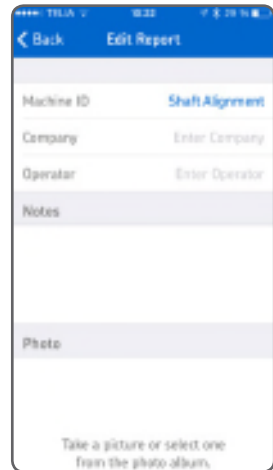 TELIA
Back Edit Report
Machine ID Shaft Alignment
Company Enter Company
Operator Enter Operator
Notes
Photo
Take a picture or select one
from the photo album.